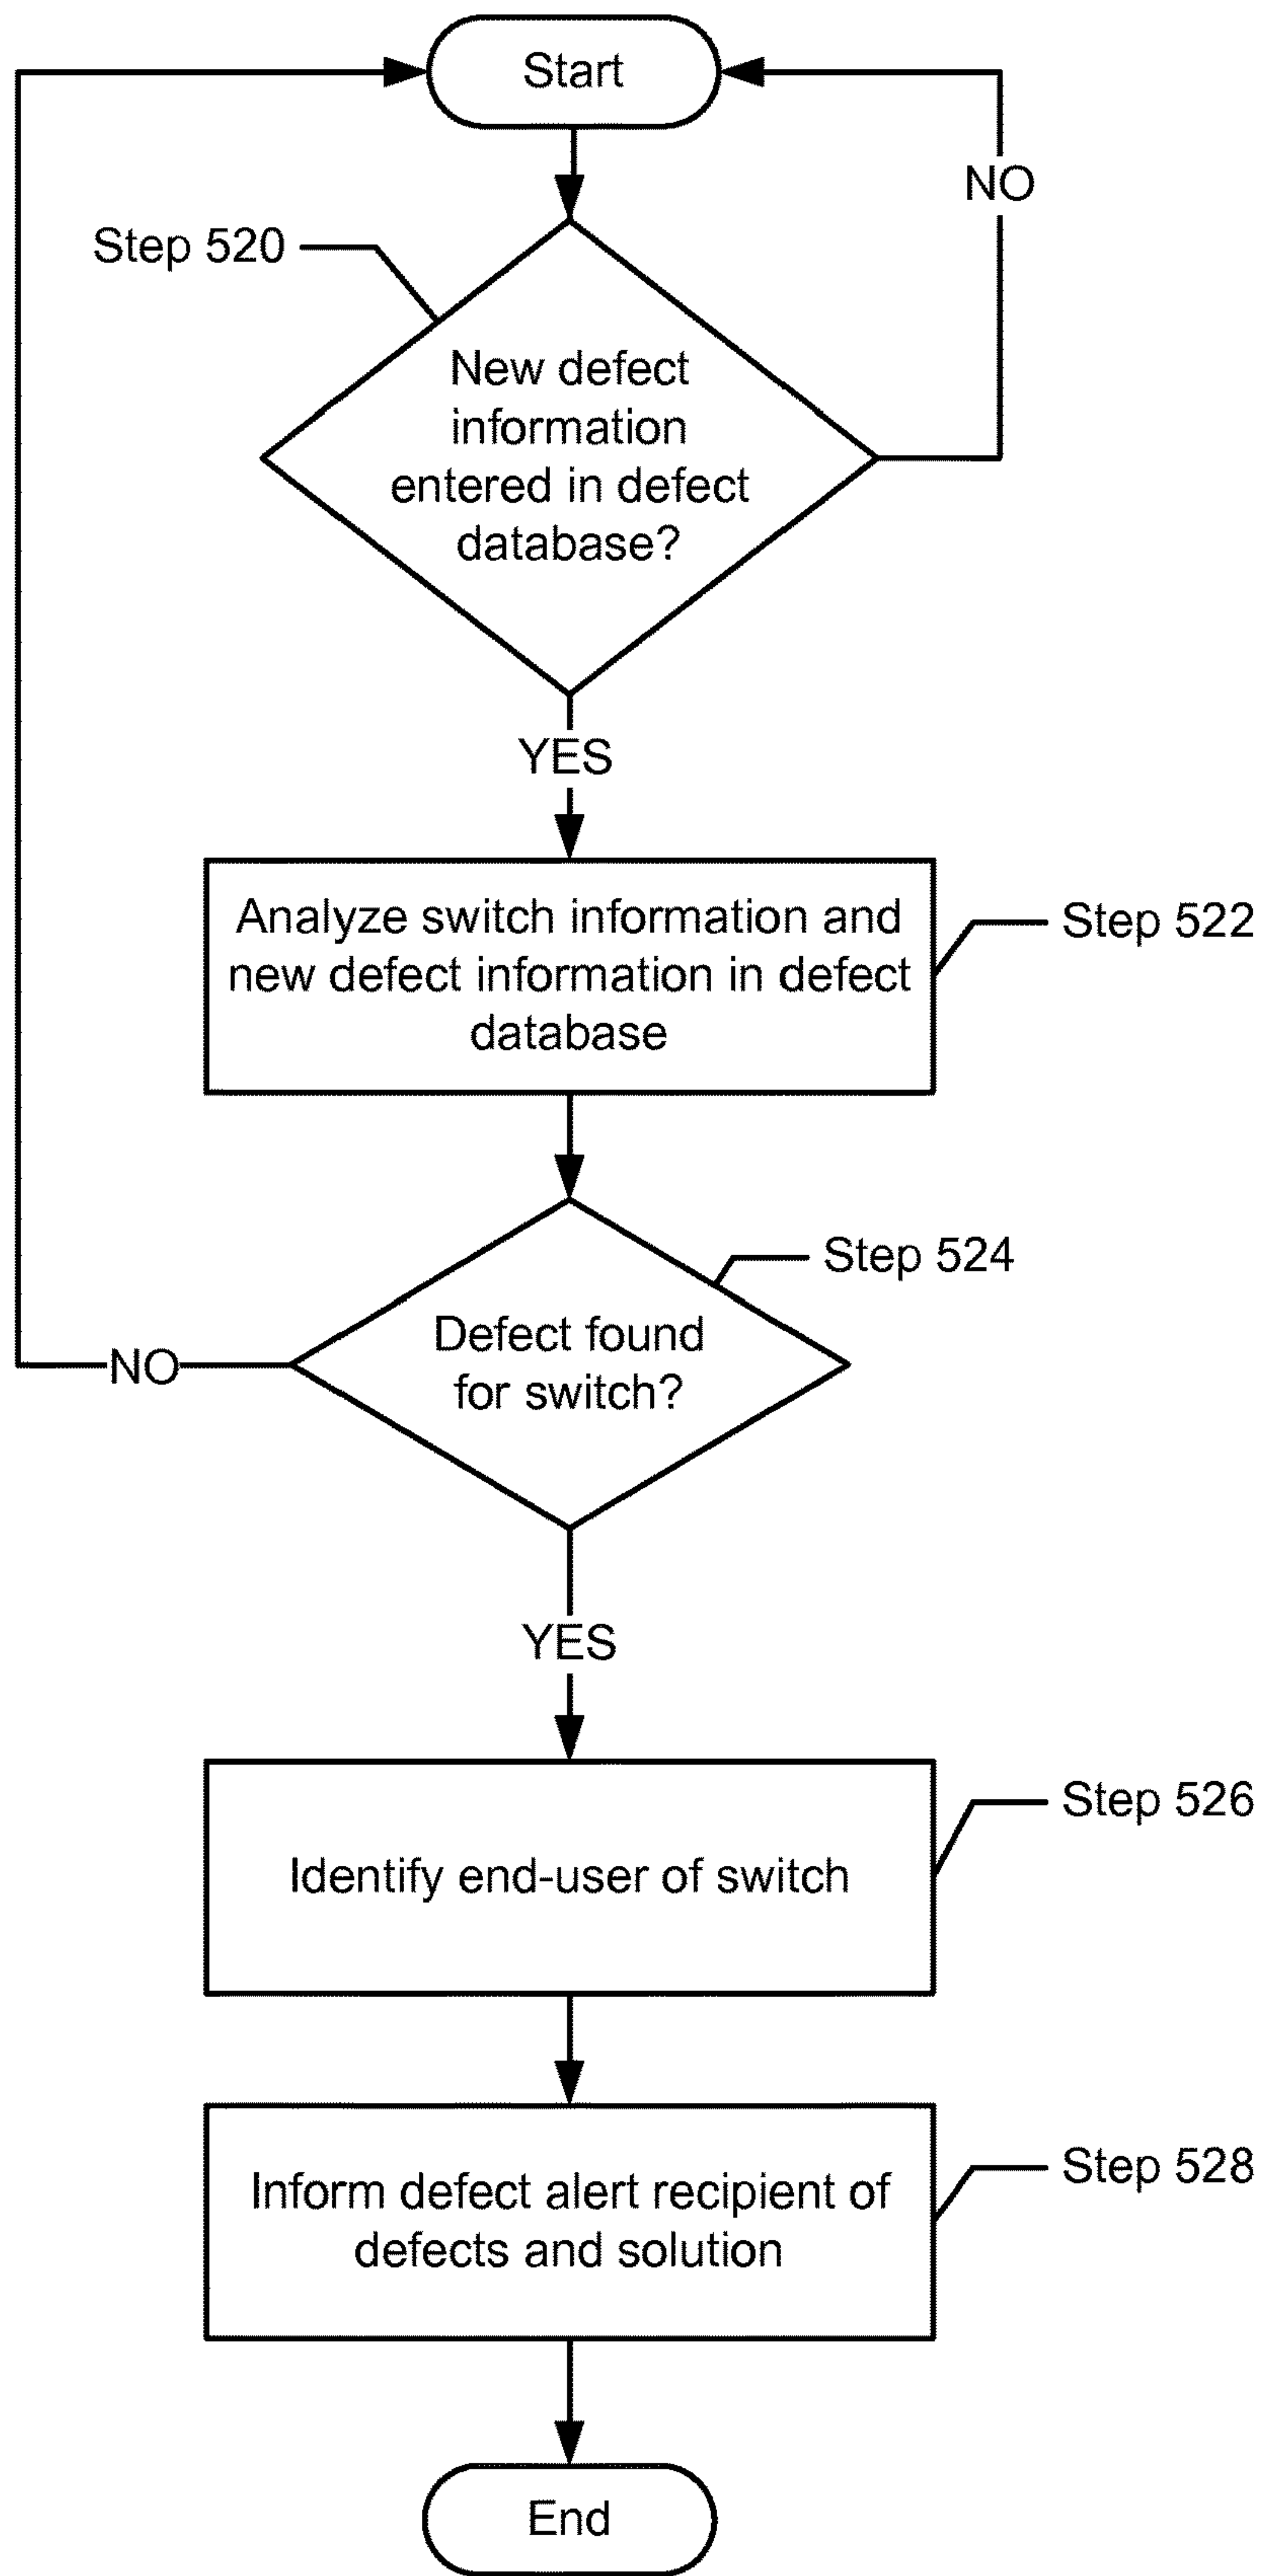 Start
NO
Step 520
New defect
information
entered in defect
database?
YES
Analyze switch information and
new defect information in defect
database
Step 522
Step 524
Defect found
for switch?
NO
YES
Step 526
Identify end-user of switch
Step 528
Inform defect alert recipient of
defects and solution
End